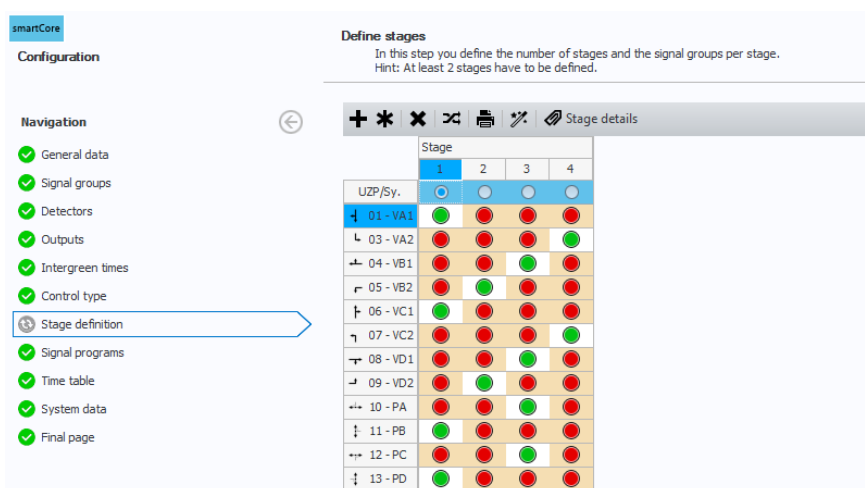 smartCore
Configuration
Define stages
In this step you define the number of stages and the signal groups per stage.
Hint: At least 2 stages have to be defined.
Navigation
General data
Signal groups
Detectors
Outputs
Intergreen times
Control type
Stage definition
Signal programs
Time table
System data
Final page
Stage details
Stage
1 2 3 4
UZP/Sy.
01 - VA1
03 - VA2
04 - VB1
05 - VB2
06 - VC1
07 - VC2
08 - VD1
09 - VD2
10 - PA
11 - PB
12 - PC
13 - PD